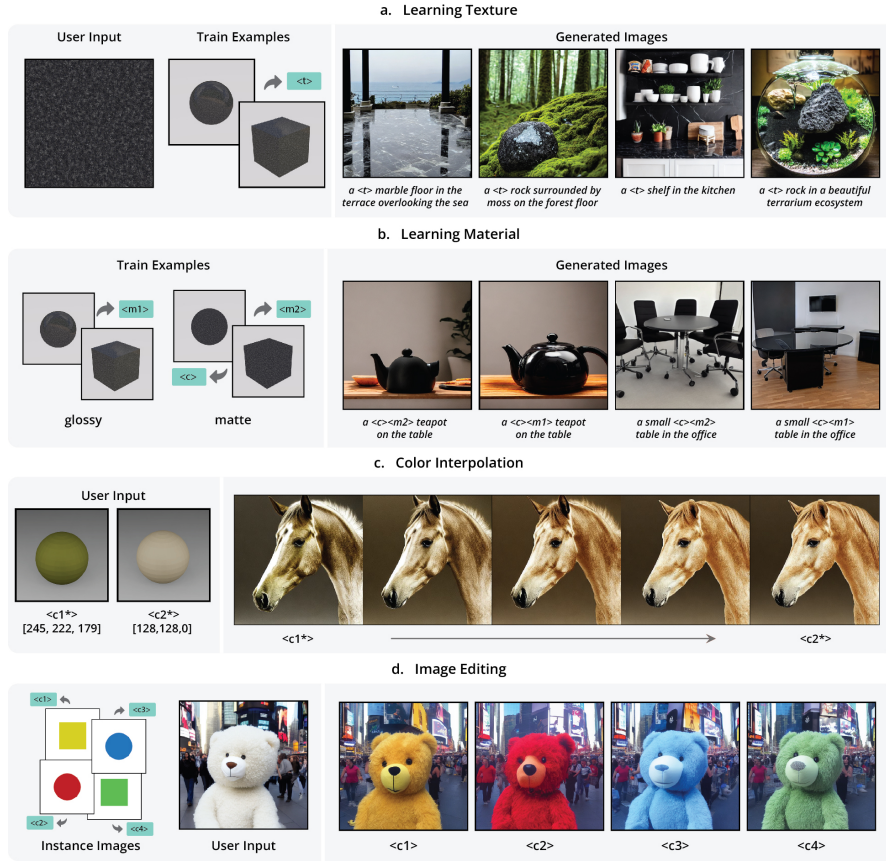 a. Learning Texture
User Input
Train Examples
Generated Images
<t>
a <t> marble floor in the
terrace overlooking the sea
a <t> rock surrounded by
moss on the forest floor
a <t> shelf in the kitchen
a <t> rock in a beautiful
terrarium ecosystem
b. Learning Material
Train Examples
Generated Images
<m1>
<m2>
<c>
glossy
matte
a <c><m2> teapot
on the table
a <c><m1> teapot
on the table
a small <c><m2>
table in the office
a small <c><m1>
table in the office
c. Color Interpolation
User Input
<c1*>
[245, 222, 179]
<c2*>
[128,128,0]
<c1*>
<c2*>
d. Image Editing
<c1>
<c3>
<c2>
<c4>
Instance Images
User Input
<c1>
<c2>
<c3>
<c4>